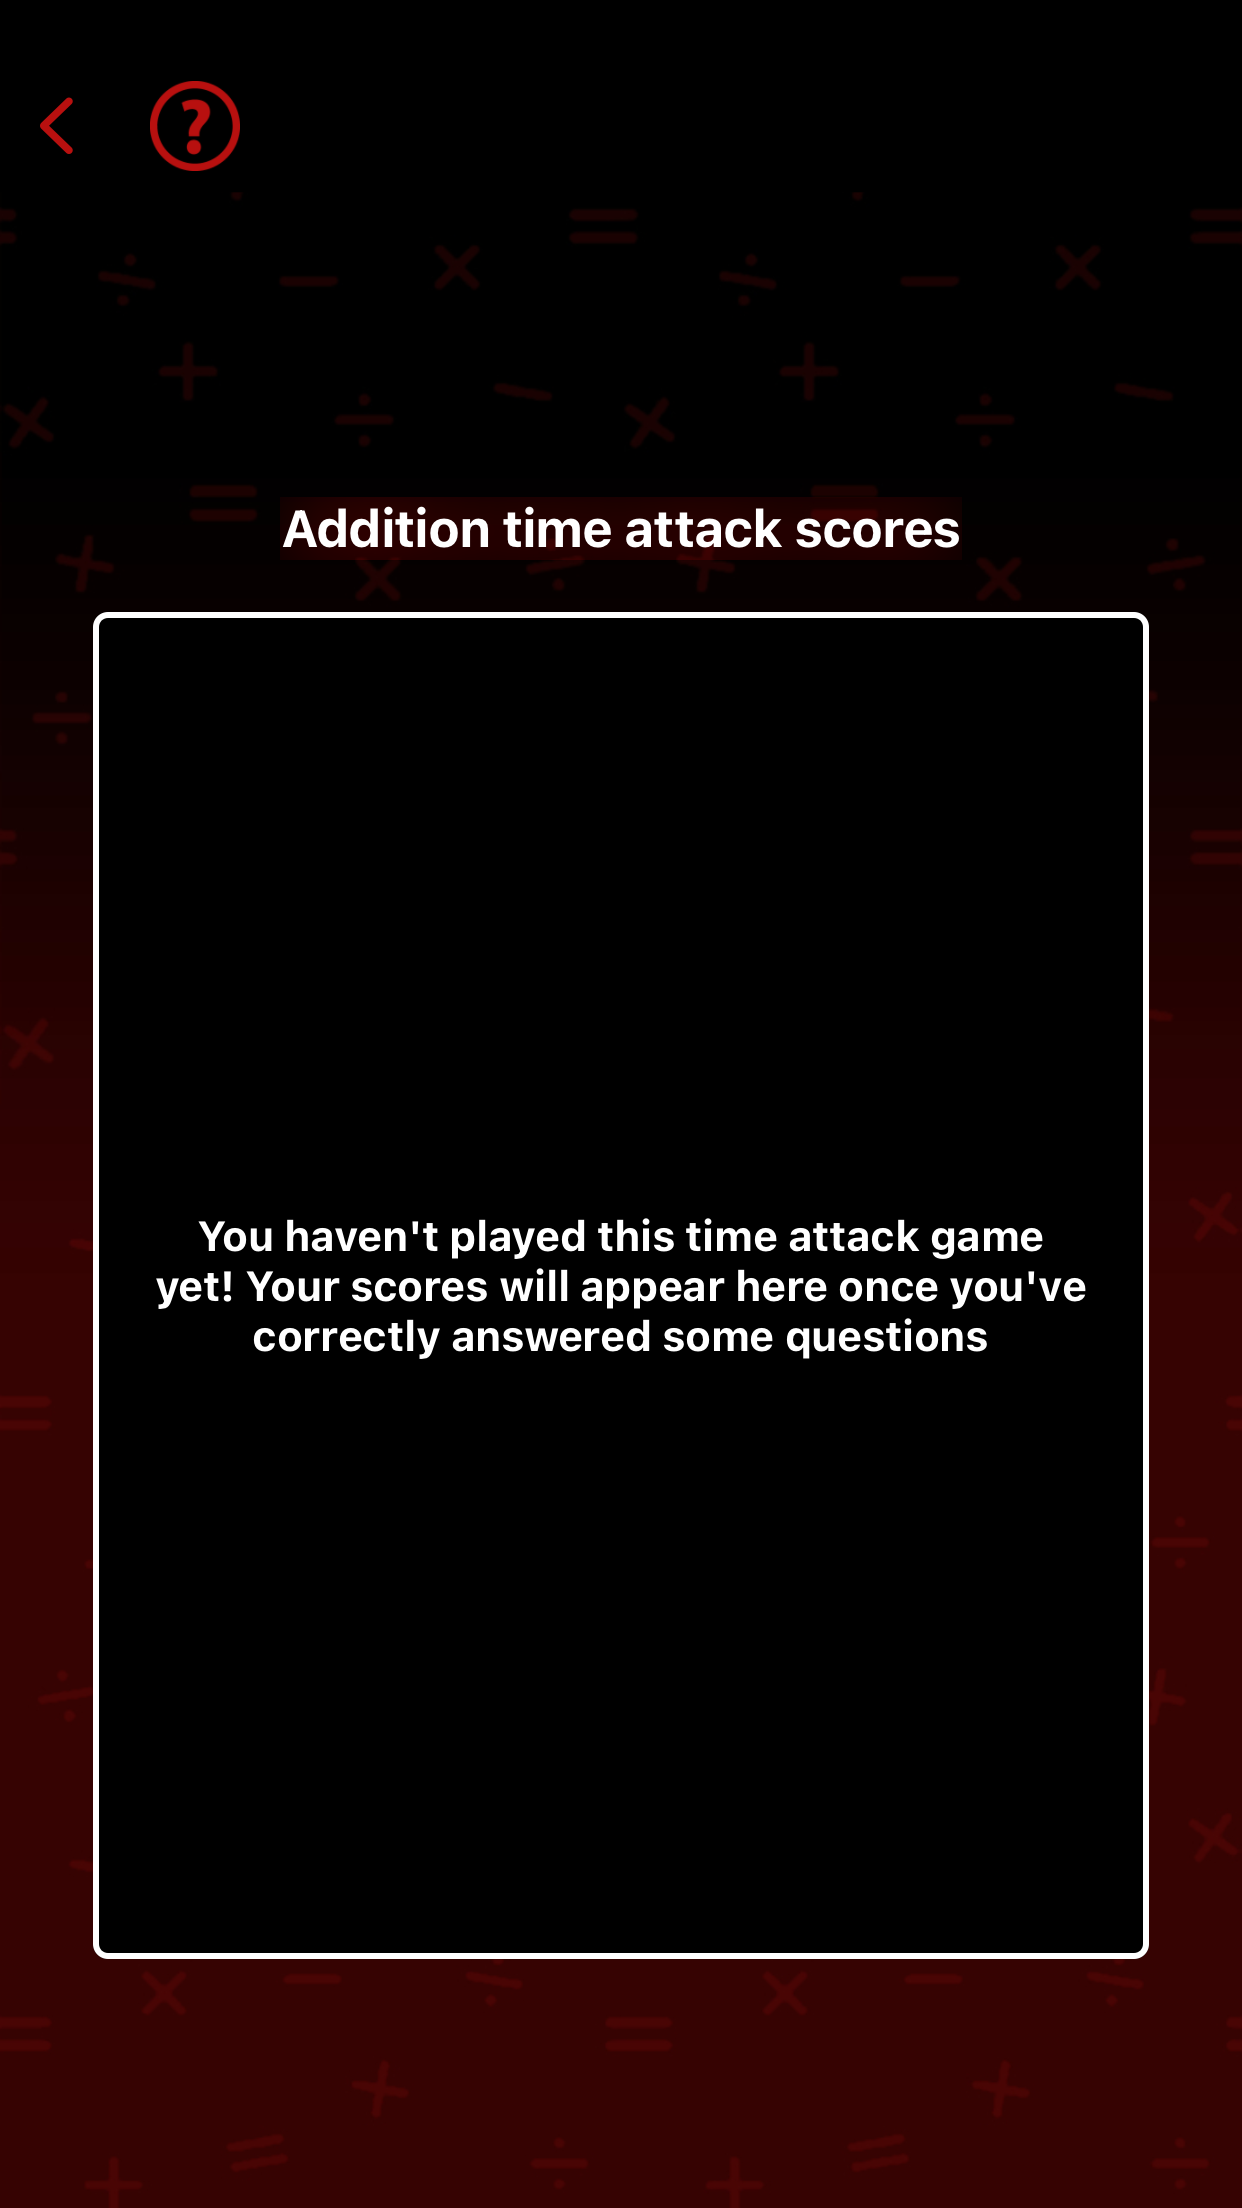 Addition time attack scores
You haven't played this time attack game
yet! Your scores will appear here once you've
correctly answered some questions